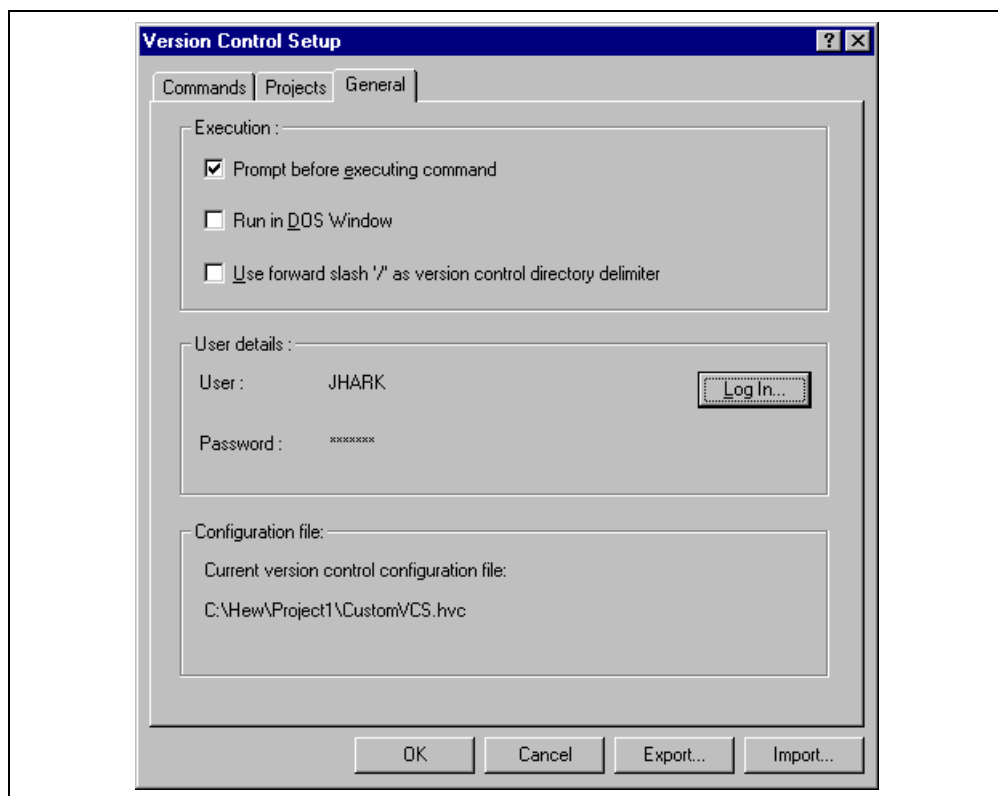 Version Control Setup
Commands Projects General
Execution :
Prompt before executing command
Run in DOS Window
Use forward slash '/' as version control directory delimiter
User details :
User : JHARK
Log In...
Password : *******
Configuration file:
Current version control configuration file:
C:\Hew\Project1\CustomVCS.hvc
OK Cancel Export... Import...